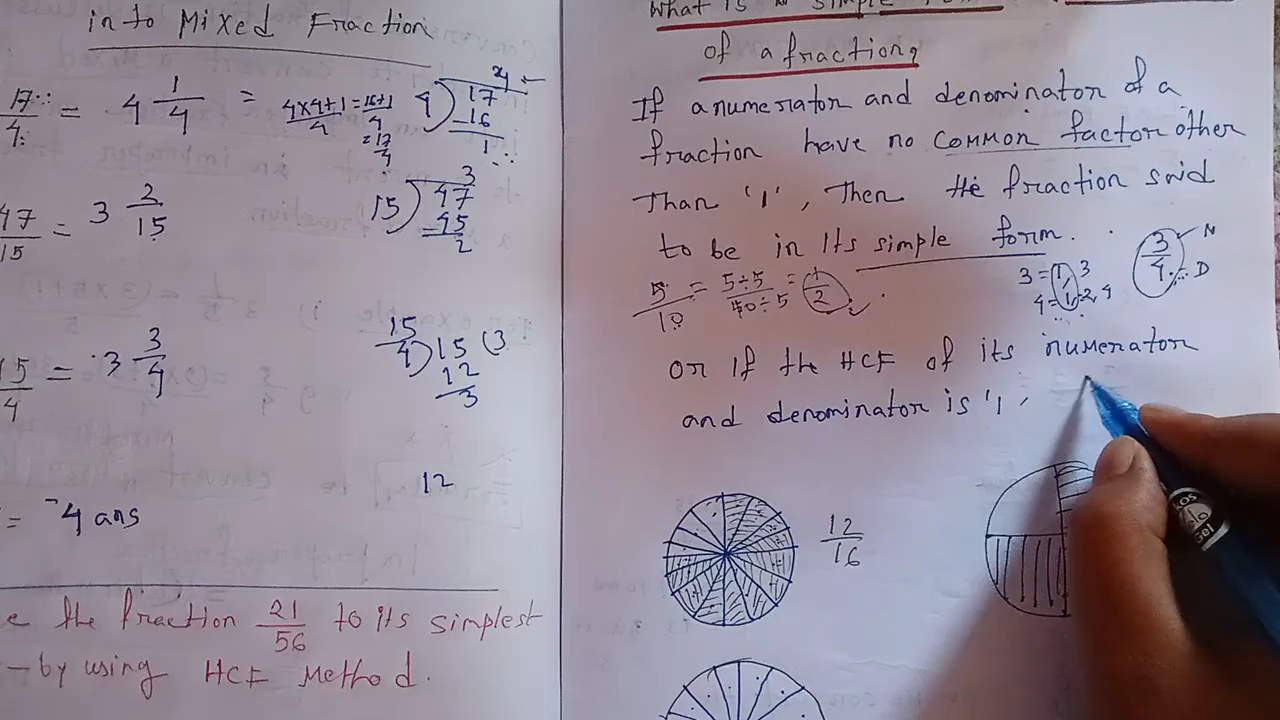 into Mixed Fraction
17/4 = 4 1/4 = 4×4+1/4 = 16+1/4
= 17/4
4)17
-16
1
47/15 = 3 2/15
3
15)47
-45
2
15/4 = 3 3/4
15/4
4)15(3
12
3
12
= 4 ans
the fraction 21/56 to its simplest
by using HCF Method.
What is simple
of a fraction?
If a numerator and denominator of a
fraction have no common factor other
Than '1', Then the fraction said
to be in Its simple form.
3/4
N
D
5/10 = 5÷5/10÷5 = 1/2
3 = 1, 3
4 = 1, 2, 4
or If the HCF of its numerator
and denominator is '1'
12/16